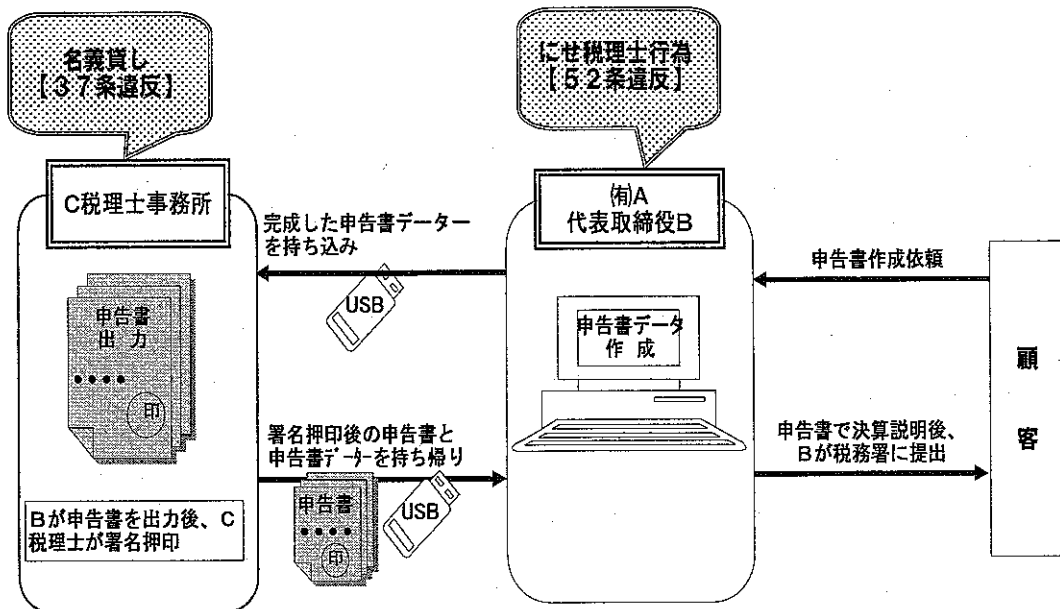 名義貸し
【３７条違反】
にせ税理士行為
【５２条違反】
C税理士事務所
㈲A
代表取締役B
完成した申告書データー
を持ち込み
USB
申告書作成依頼
申告書
出 力
印
申告書データ
作 成
顧
客
署名押印後の申告書と
申告書データーを持ち帰り
申告書
印
USB
申告書で決算説明後、
Bが税務署に提出
Bが申告書を出力後、C
税理士が署名押印